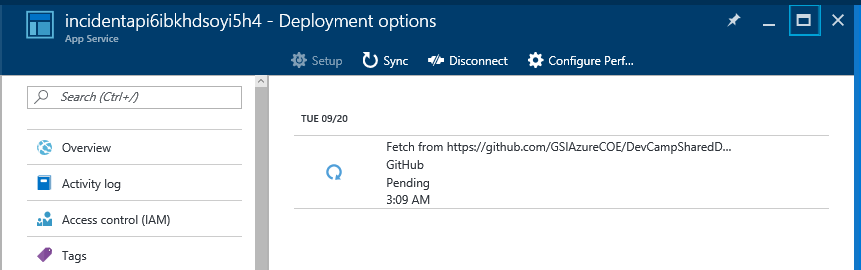 incidentapi6ibkhdsoyi5h4 - Deployment options
App Service
Setup
Sync
Disconnect
Configure Perf...
Search (Ctrl+/)
Overview
Activity log
Access control (IAM)
Tags
TUE 09/20
Fetch from https://github.com/GSIAzureCOE/DevCampSharedD...
GitHub
Pending
3:09 AM